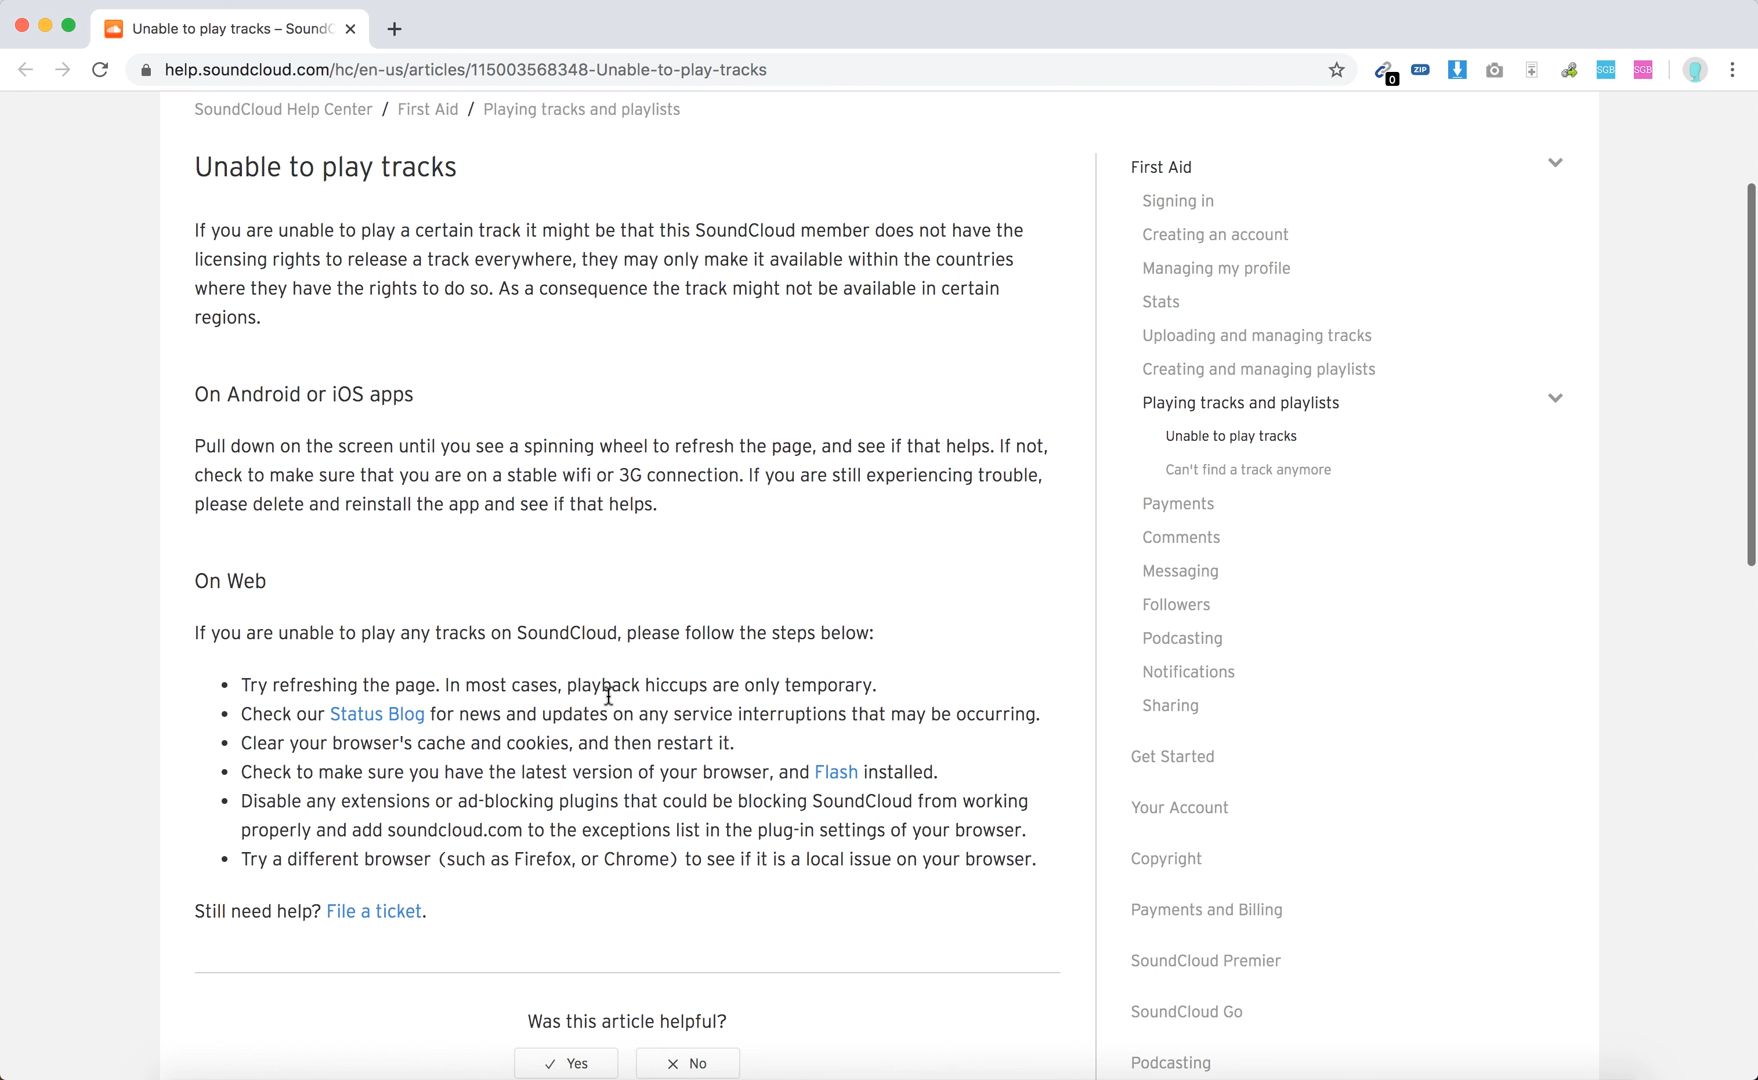 Unable to play tracks – SoundC
help.soundcloud.com/hc/en-us/articles/115003568348-Unable-to-play-tracks
0
ZIP
SGB
SGB
SoundCloud Help Center / First Aid / Playing tracks and playlists
Unable to play tracks
If you are unable to play a certain track it might be that this SoundCloud member does not have the
licensing rights to release a track everywhere, they may only make it available within the countries
where they have the rights to do so. As a consequence the track might not be available in certain
regions.
On Android or iOS apps
Pull down on the screen until you see a spinning wheel to refresh the page, and see if that helps. If not,
check to make sure that you are on a stable wifi or 3G connection. If you are still experiencing trouble,
please delete and reinstall the app and see if that helps.
On Web
If you are unable to play any tracks on SoundCloud, please follow the steps below:
• Try refreshing the page. In most cases, playback hiccups are only temporary.
• Check our Status Blog for news and updates on any service interruptions that may be occurring.
• Clear your browser's cache and cookies, and then restart it.
• Check to make sure you have the latest version of your browser, and Flash installed.
• Disable any extensions or ad-blocking plugins that could be blocking SoundCloud from working
properly and add soundcloud.com to the exceptions list in the plug-in settings of your browser.
• Try a different browser (such as Firefox, or Chrome) to see if it is a local issue on your browser.
Still need help? File a ticket.
Was this article helpful?
Yes
No
First Aid
Signing in
Creating an account
Managing my profile
Stats
Uploading and managing tracks
Creating and managing playlists
Playing tracks and playlists
Unable to play tracks
Can't find a track anymore
Payments
Comments
Messaging
Followers
Podcasting
Notifications
Sharing
Get Started
Your Account
Copyright
Payments and Billing
SoundCloud Premier
SoundCloud Go
Podcasting